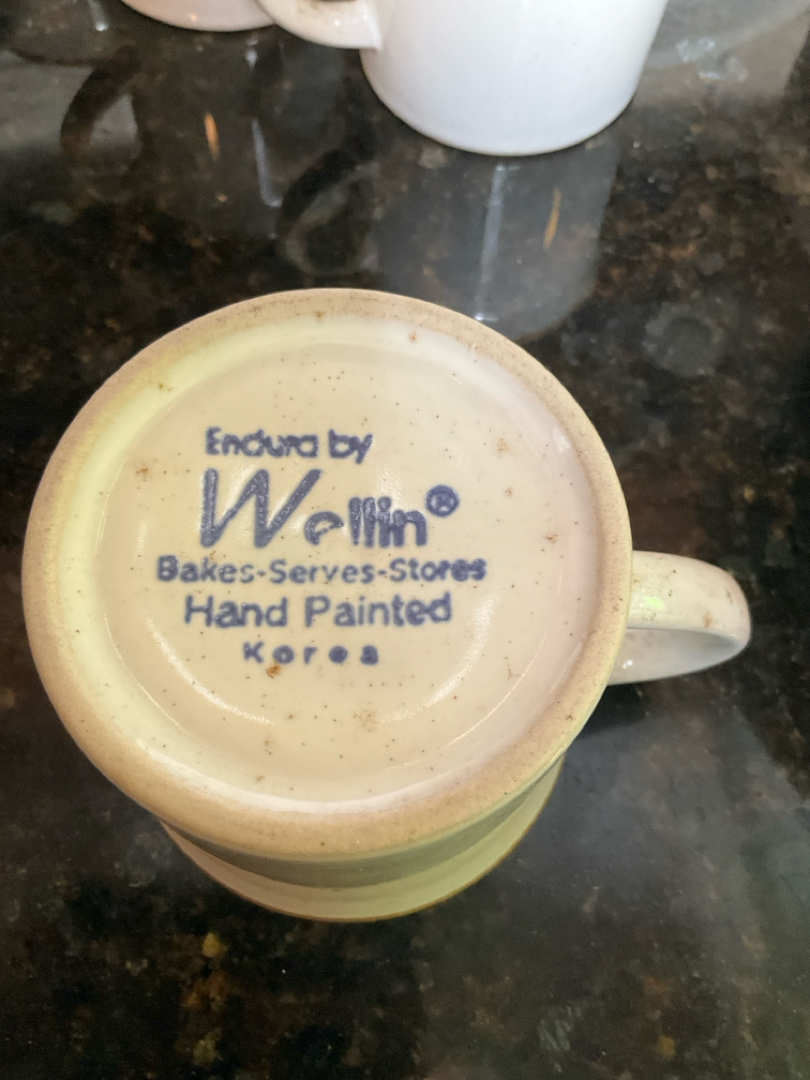 Endura by
Wellin®
Bakes-Serves-Stores
Hand Painted
Korea